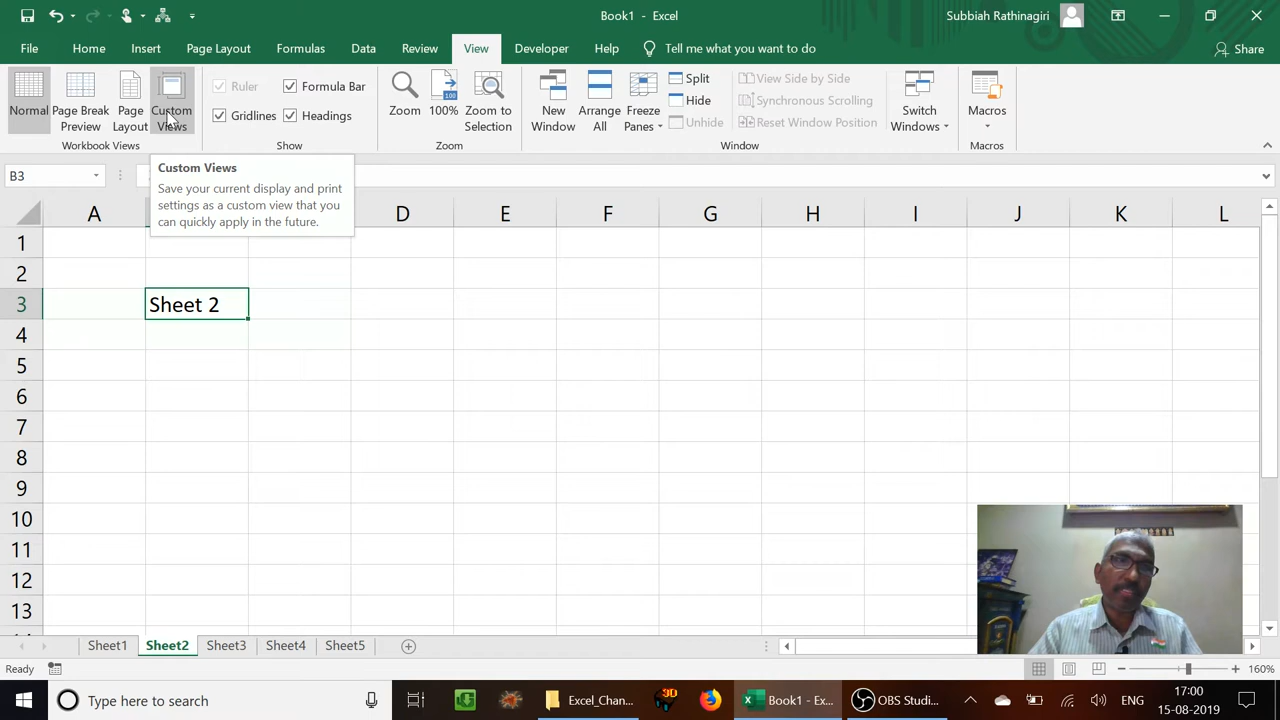 Book1 - Excel
Subbiah Rathinagiri
File Home Insert Page Layout Formulas Data Review View Developer Help Tell me what you want to do Share
Normal
Page Break Preview
Page Layout
Custom Views
Workbook Views
Ruler
Formula Bar
Gridlines
Headings
Show
Zoom
100%
Zoom to Selection
Zoom
New Window
Arrange All
Freeze Panes
Split
Hide
Unhide
View Side by Side
Synchronous Scrolling
Reset Window Position
Window
Switch Windows
Macros
Macros
B3
Custom Views
Save your current display and print
settings as a custom view that you
can quickly apply in the future.
A D E F G H I J K L
1
2
3 Sheet 2
4
5
6
7
8
9
10
11
12
13
Sheet1 Sheet2 Sheet3 Sheet4 Sheet5
Ready
160%
Type here to search
Excel_Chan...
Book1 - Exc...
OBS Studi...
ENG
17:00
15-08-2019